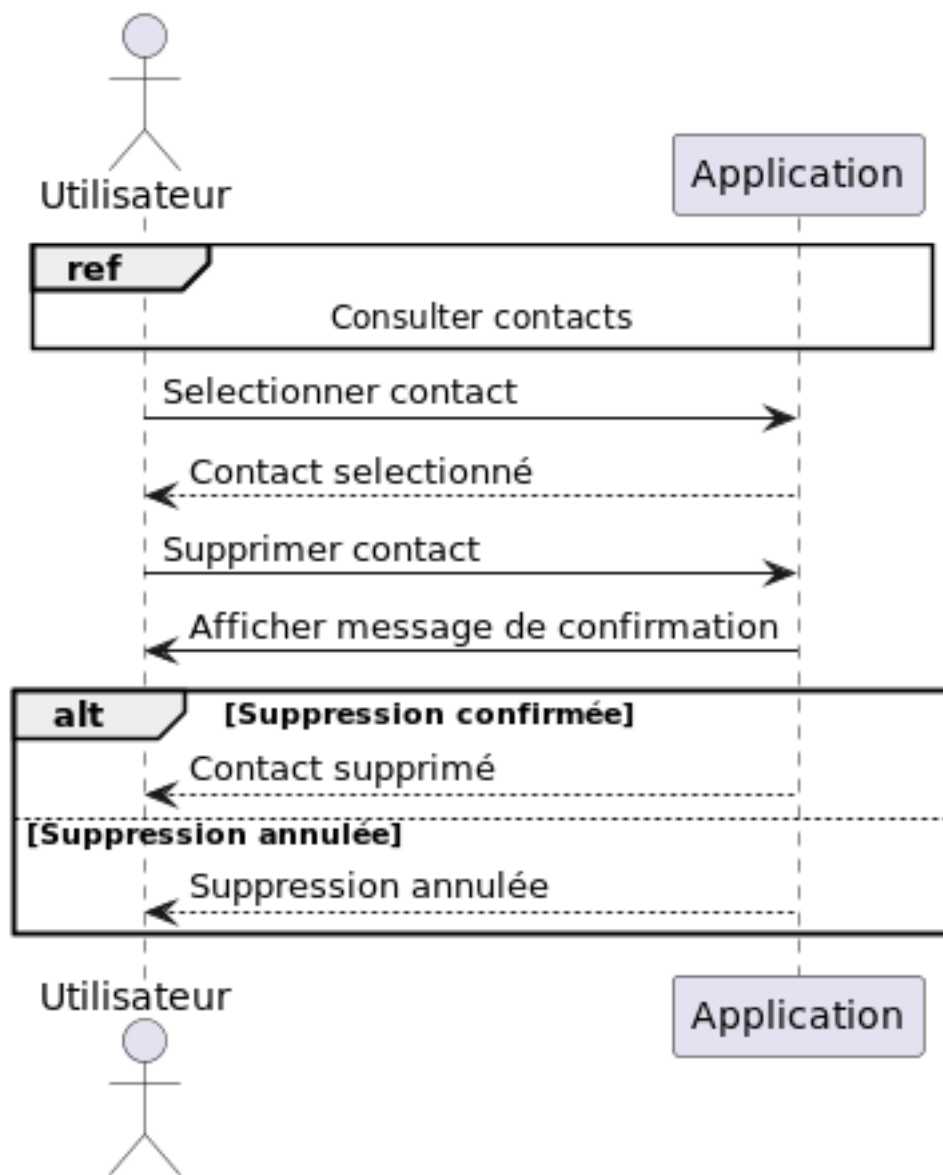 Utilisateur
Application
ref
Consulter contacts
Selectionner contact
Contact selectionné
Supprimer contact
Afficher message de confirmation
alt [Suppression confirmée]
Contact supprimé
[Suppression annulée]
Suppression annulée
Utilisateur
Application